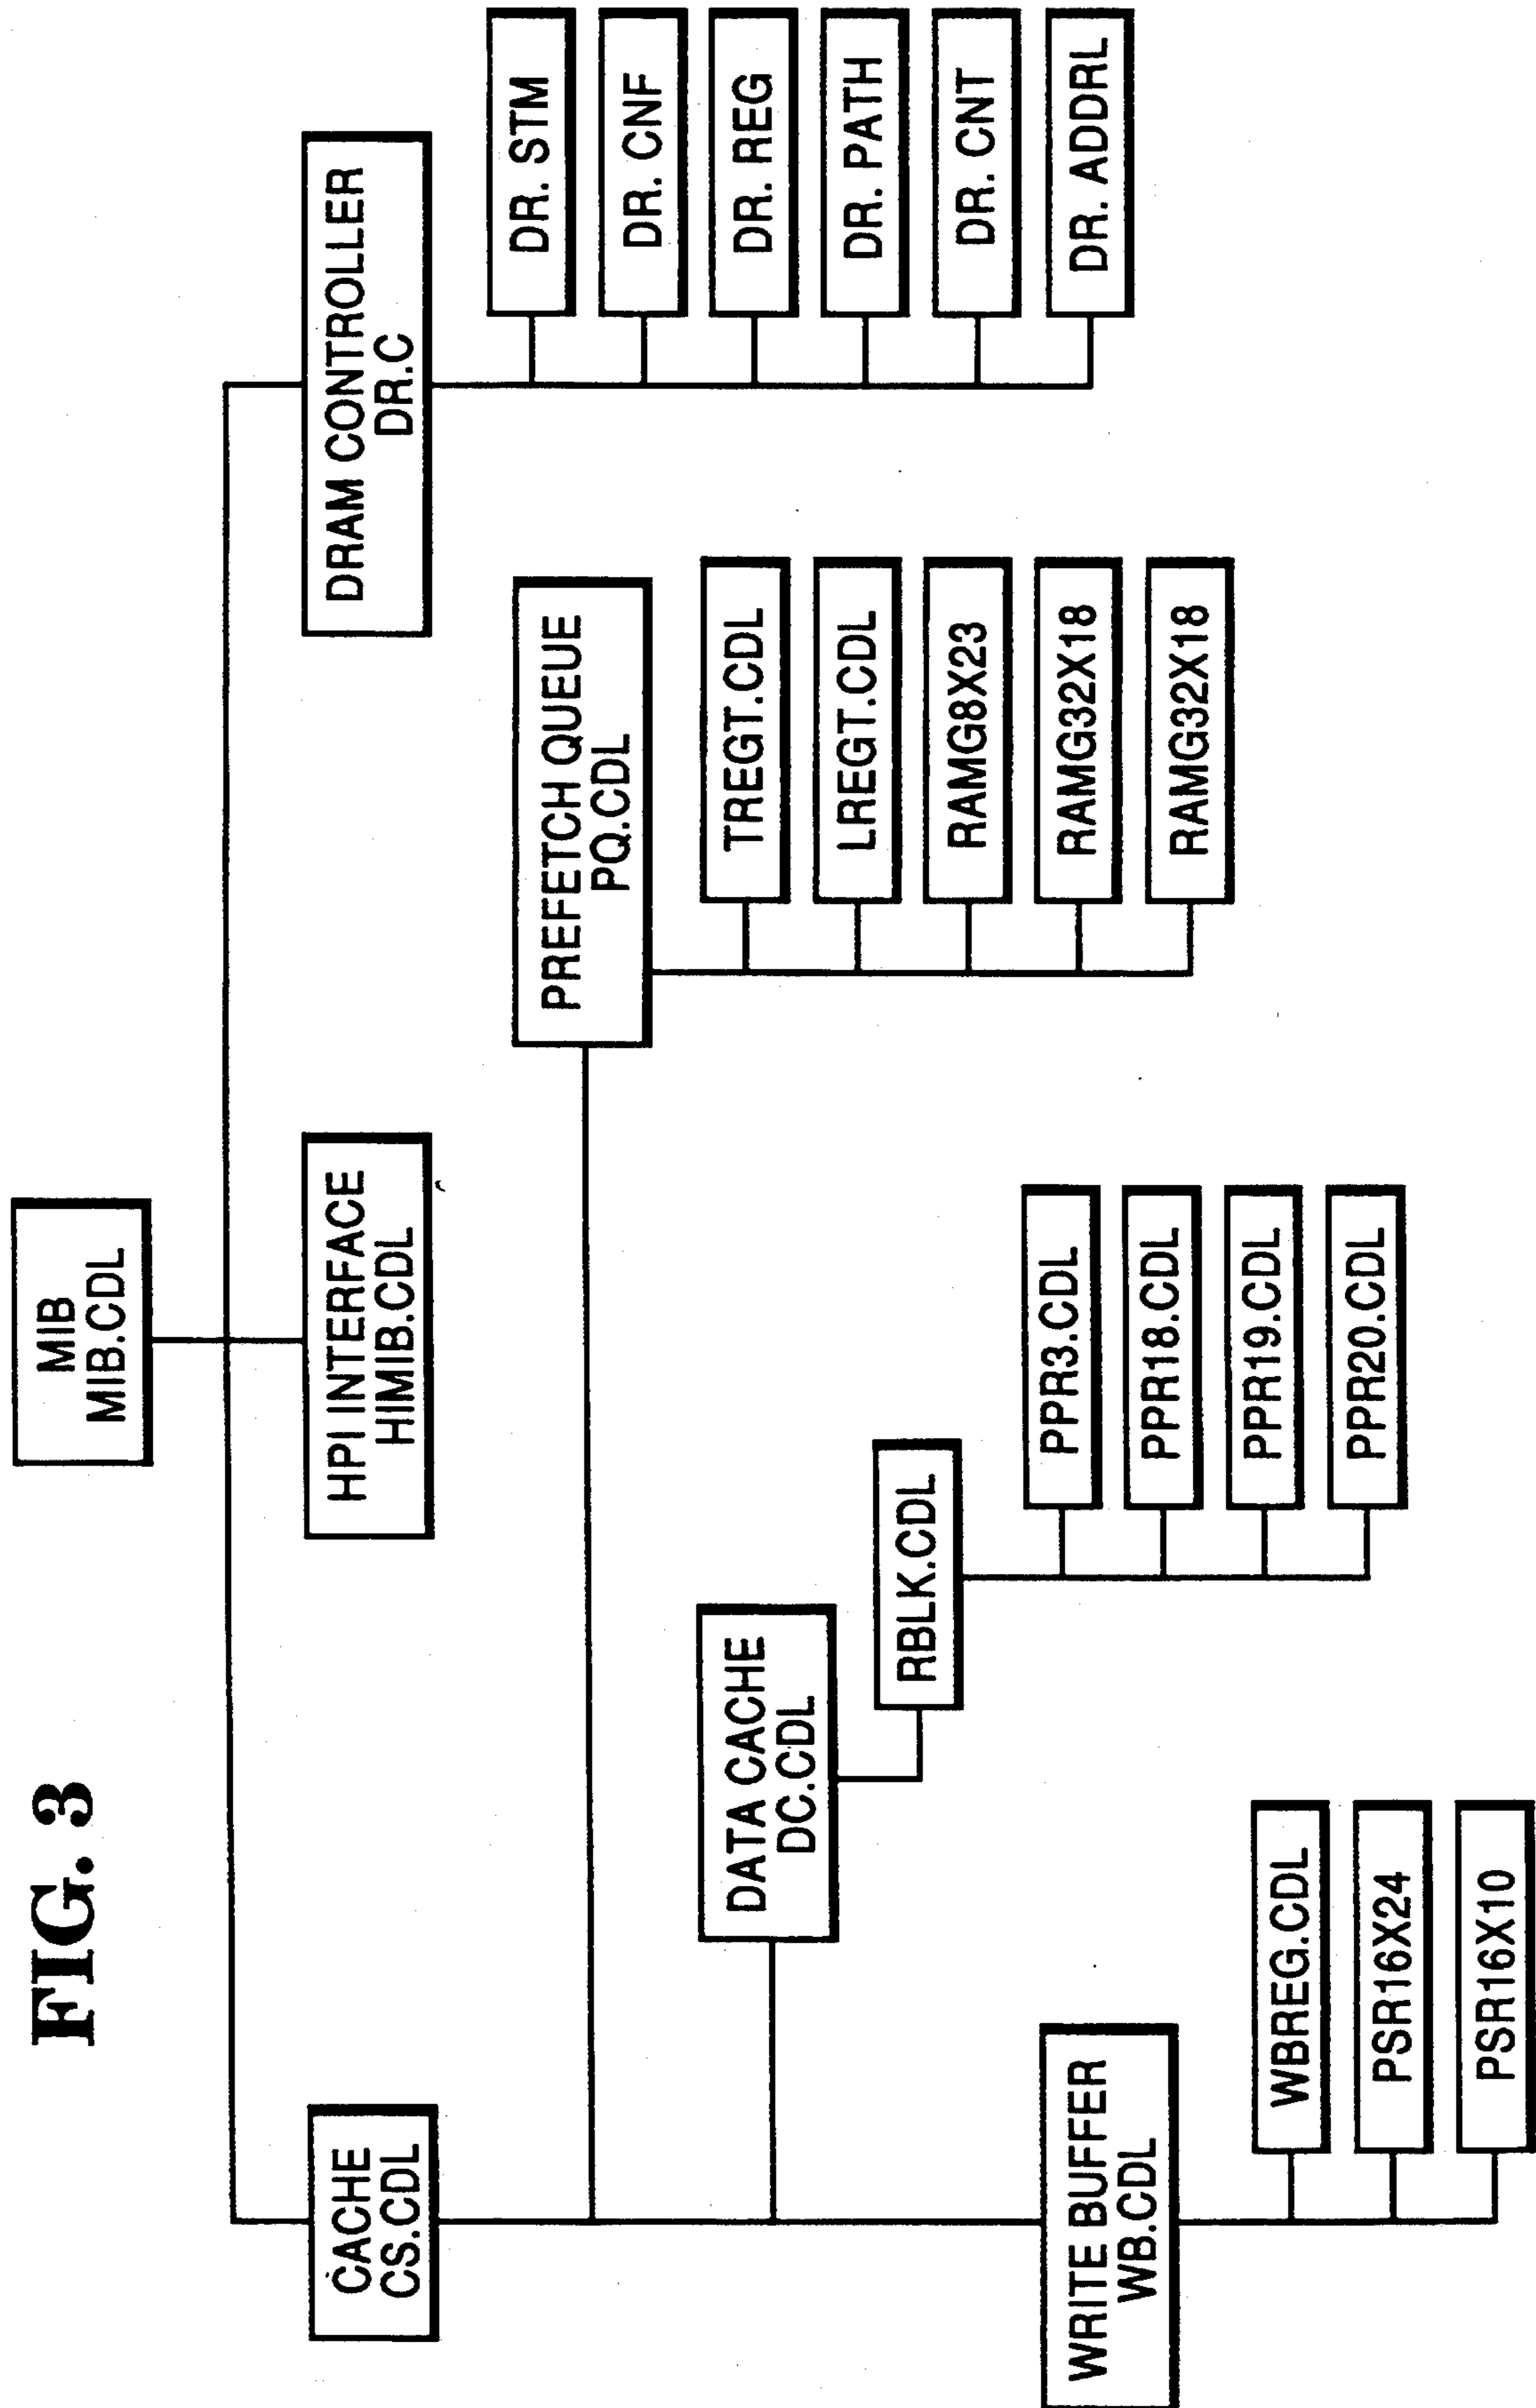 FIG. 3
MIB
MIB.CDL
CACHE
CS.CDL
HPI INTERFACE
HIMIB.CDL
DRAM CONTROLLER
DR.C
DR. STM
DR. CNF
DR. REG
DR. PATH
DR. CNT
DR. ADDRL
PREFETCH QUEUE
PQ.CDL
TREGT.CDL
LREGT.CDL
RAMG8X23
RAMG32X18
RAMG32X18
DATA CACHE
DC.CDL
RBLK.CDL
PPR3.CDL
PPR18.CDL
PPR19.CDL
PPR20.CDL
WRITE BUFFER
WB.CDL
WBREG.CDL
PSR16X24
PSR16X10